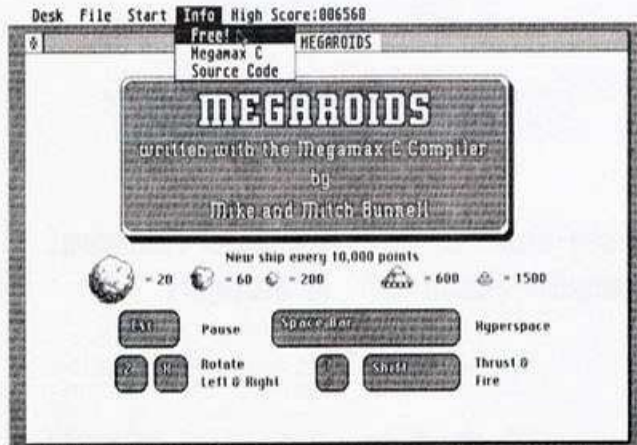 Desk File Start Info High Score:006560
Free!
MEGAROIDS
Megamax C
Source Code
MEGAROIDS
written with the Megamax C Compiler
by
Mike and Mitch Bunnell
New ship every 10,000 points
= 20 = 60 = 200 = 600 = 1500
Esc Pause Space Bar Hyperspace
Z X Rotate Left & Right
Shift Thrust & Fire